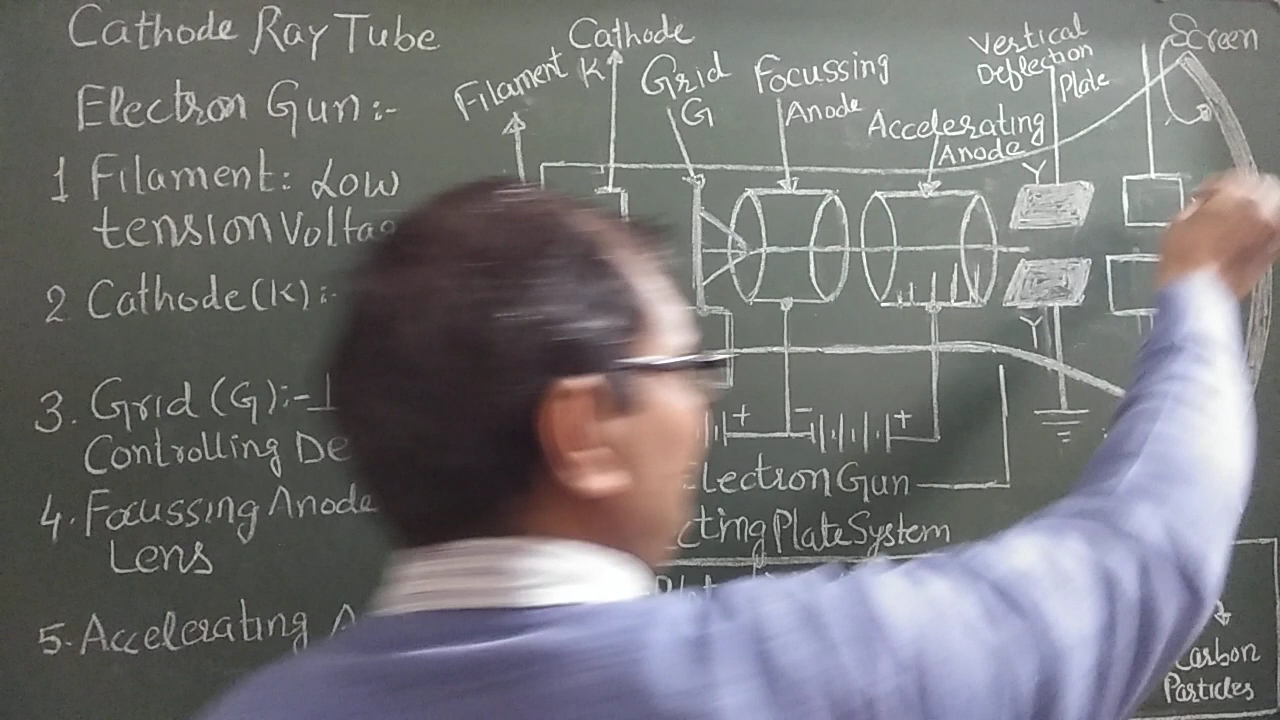 Cathode Ray Tube
Electron Gun:-
1 Filament: Low
tension Voltag
2 Cathode (K):-
3. Grid (G):-
Controlling De
4. Focussing Anode
Lens
5. Accelerating A
Filament
Cathode
K
Grid
G
Focussing
Anode
Accelerating
Anode
Vertical
Deflection
Plate
Screen
Y
Y
+
-
+
lectron Gun
cting Plate System
Carbon
Particles